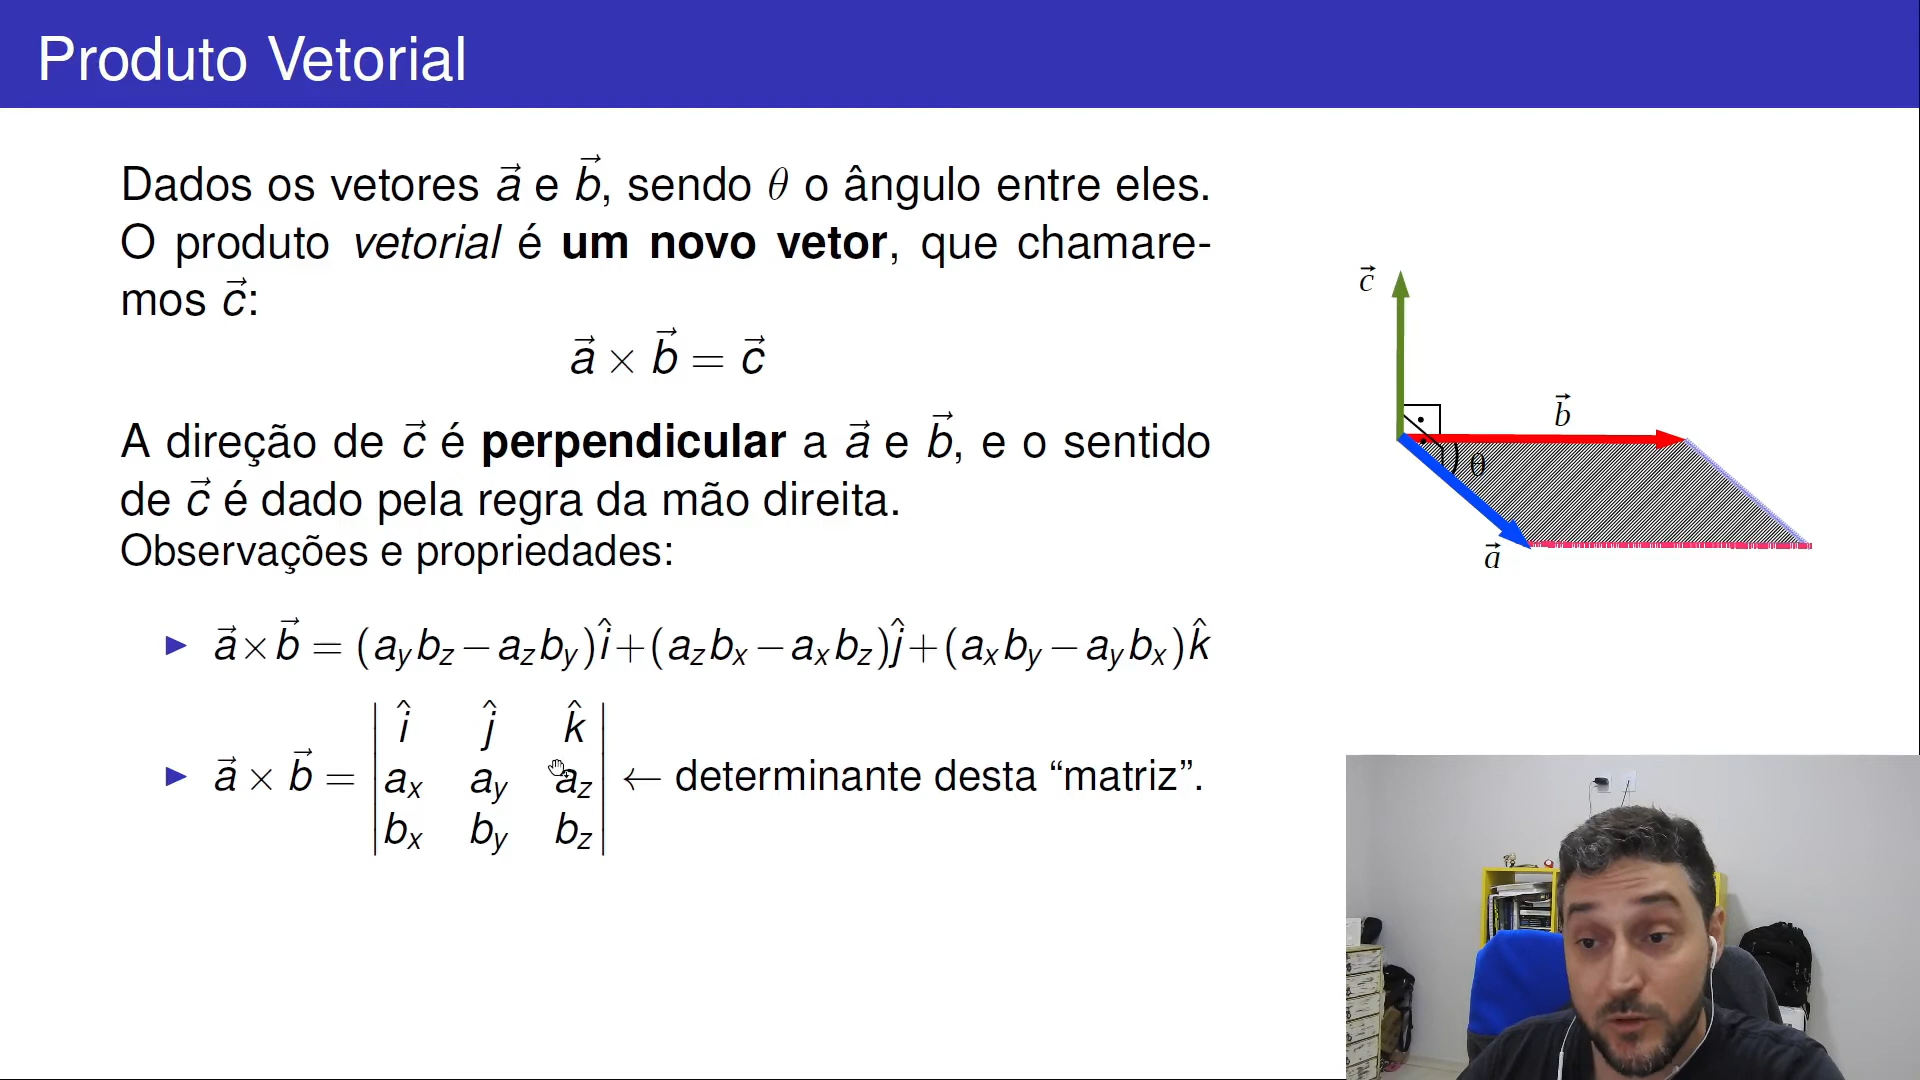 Produto Vetorial
Dados os vetores a⃗ e b⃗, sendo θ o ângulo entre eles.
O produto vetorial é um novo vetor, que chamare-
mos c⃗:
a⃗ × b⃗ = c⃗
A direção de c⃗ é perpendicular a a⃗ e b⃗, e o sentido
de c⃗ é dado pela regra da mão direita.
Observações e propriedades:
a⃗ × b⃗ = (a_y b_z − a_z b_y)î + (a_z b_x − a_x b_z)ĵ + (a_x b_y − a_y b_x)k̂
î ĵ k̂
a⃗ × b⃗ = | a_x a_y a_z | ← determinante desta “matriz”.
b_x b_y b_z
c⃗
b⃗
θ
a⃗